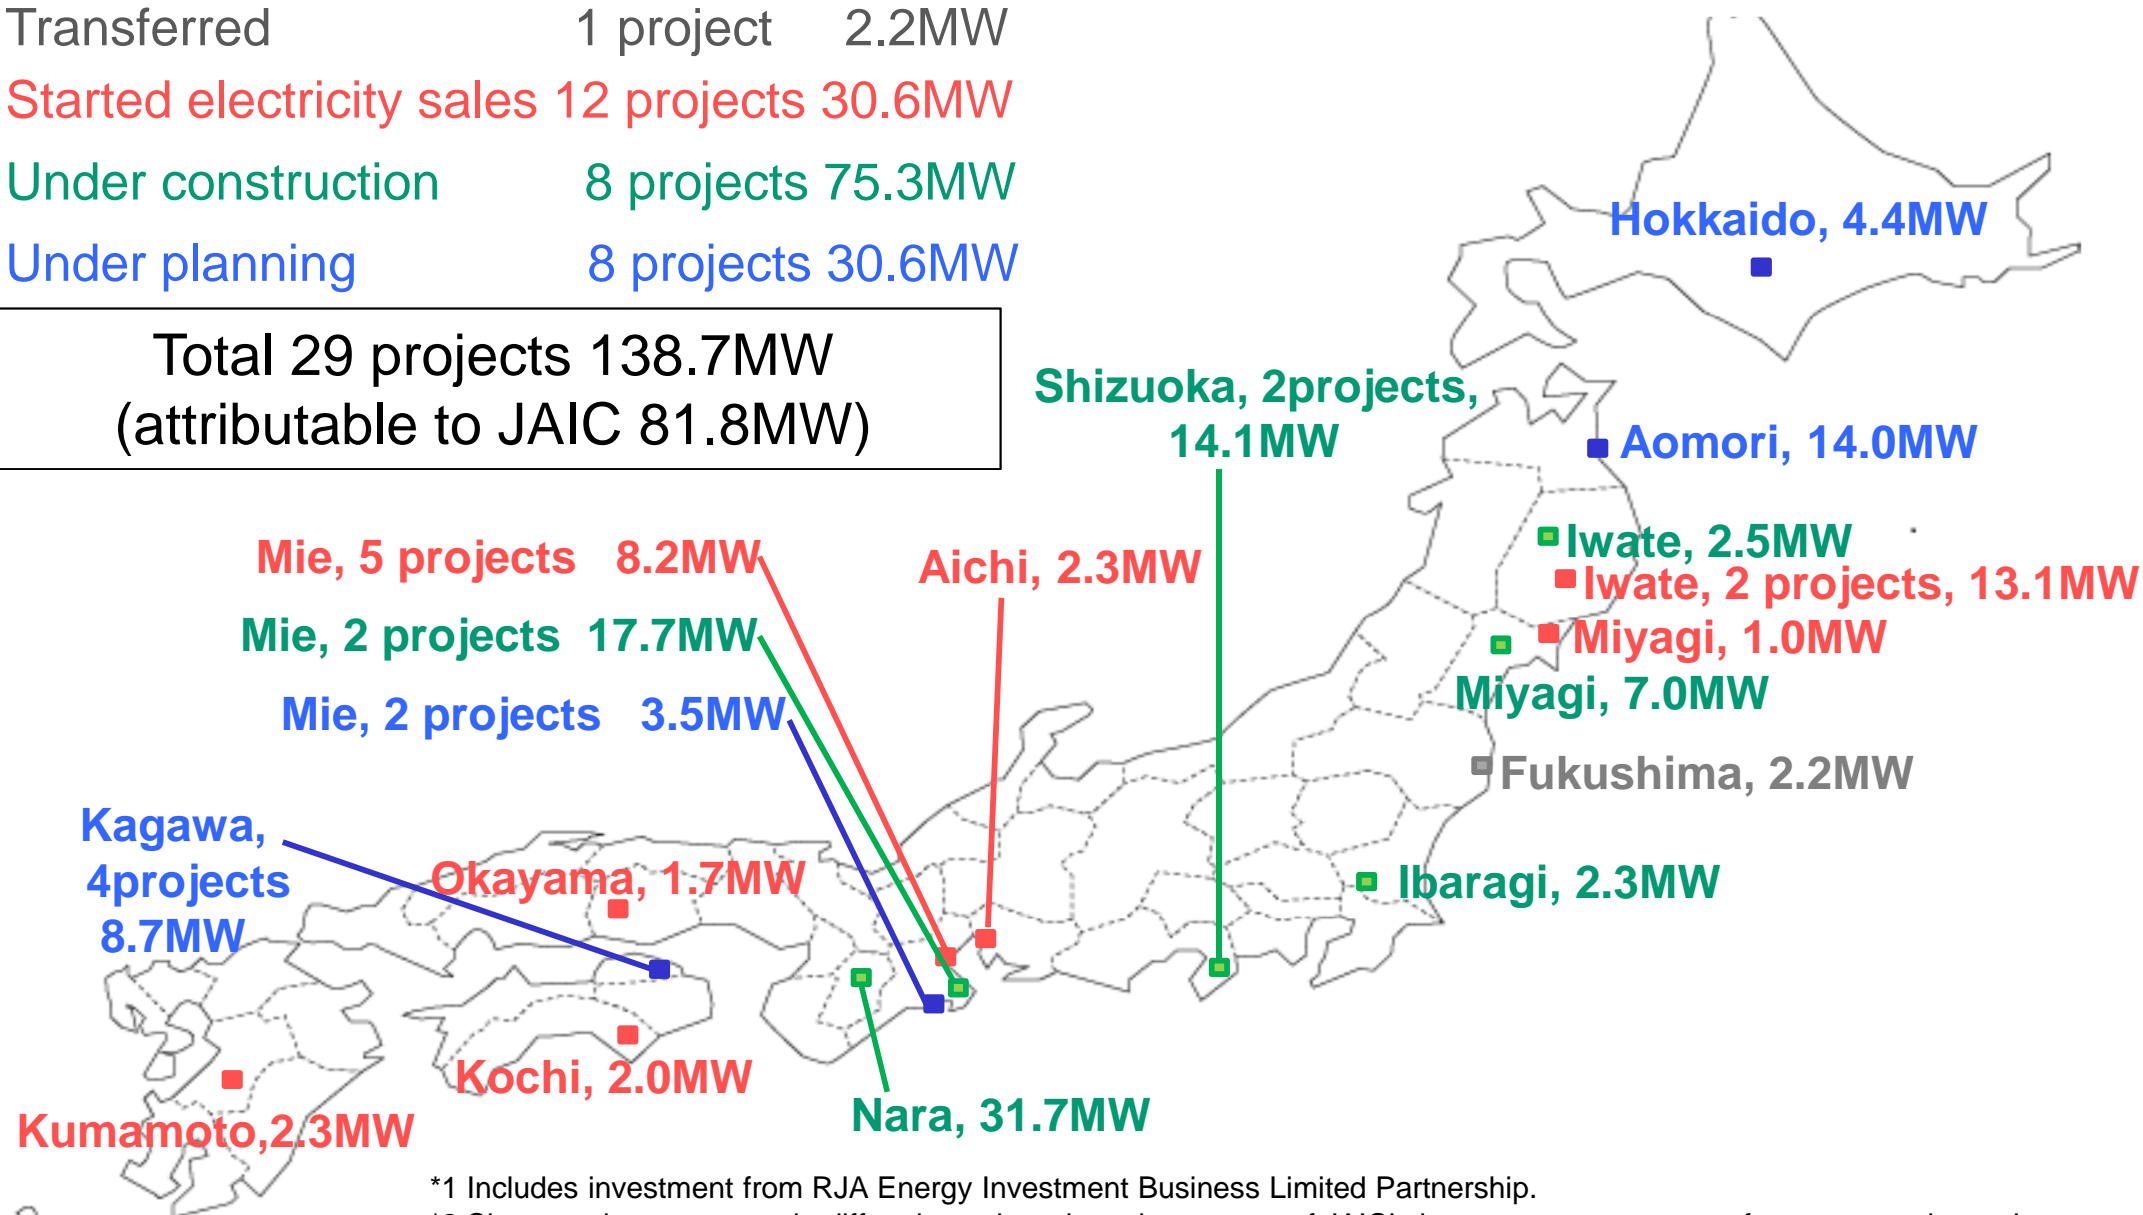 Transferred 1 project 2.2MW
Started electricity sales 12 projects 30.6MW
Under construction 8 projects 75.3MW
Under planning 8 projects 30.6MW
Total 29 projects 138.7MW
(attributable to JAIC 81.8MW)
Hokkaido, 4.4MW
Shizuoka, 2projects,
14.1MW
Aomori, 14.0MW
Mie, 5 projects 8.2MW
Aichi, 2.3MW
Iwate, 2.5MW
Iwate, 2 projects, 13.1MW
Mie, 2 projects 17.7MW
Miyagi, 1.0MW
Miyagi, 7.0MW
Mie, 2 projects 3.5MW
Fukushima, 2.2MW
Kagawa,
4projects
8.7MW
Okayama, 1.7MW
Ibaragi, 2.3MW
Kochi, 2.0MW
Nara, 31.7MW
Kumamoto,2.3MW
*1 Includes investment from RJA Energy Investment Business Limited Partnership.